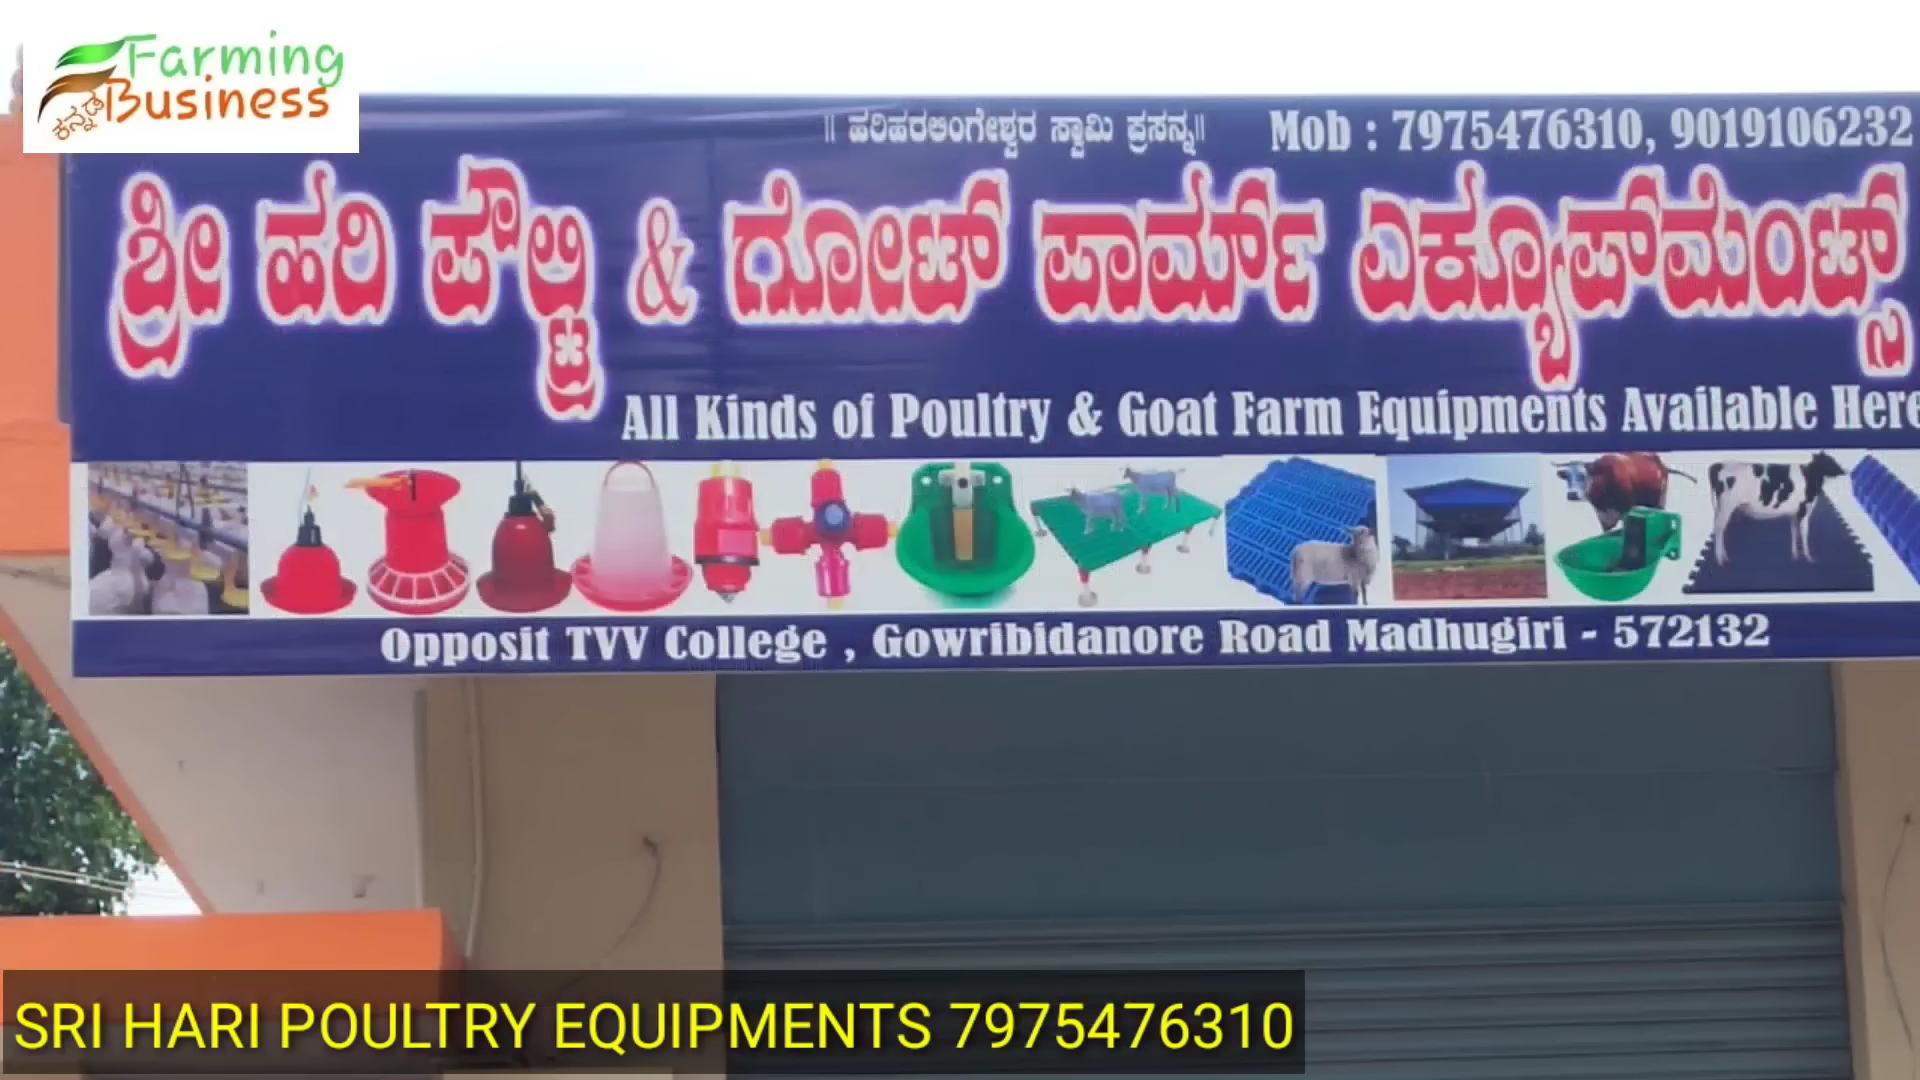 Farming
ಕನ್ನಡ Business
॥ ಹರಿಹರಲಿಂಗೇಶ್ವರ ಸ್ವಾಮಿ ಪ್ರಸನ್ನ॥ Mob : 7975476310, 9019106232
ಶ್ರೀ ಹರಿ ಪೌಲ್ಟ್ರಿ & ಗೋಟ್ ಫಾರ್ಮ್ಸ್ ಎಕ್ಯೂಪ್‌ಮೆಂಟ್ಸ್
All Kinds of Poultry & Goat Farm Equipments Available Here
Opposit TVV College , Gowribidanore Road Madhugiri - 572132
SRI HARI POULTRY EQUIPMENTS 7975476310